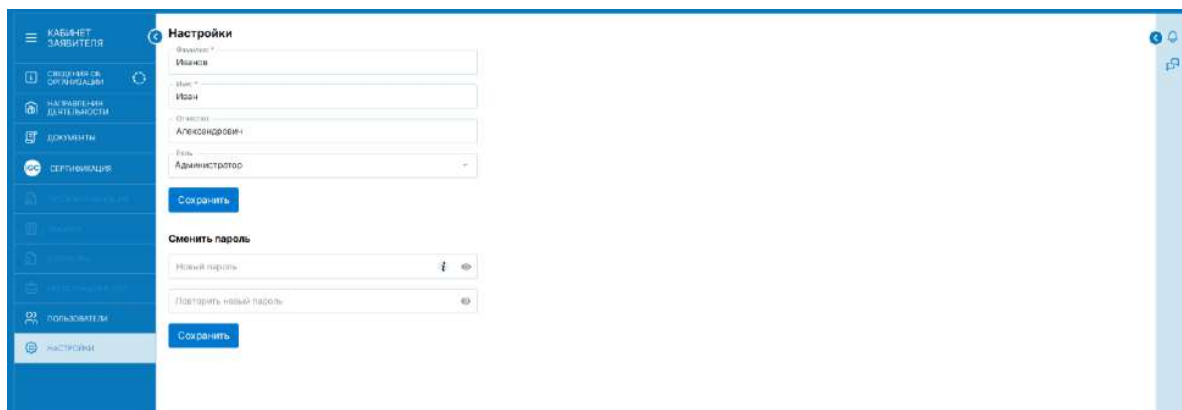 КАБИНЕТ
ЗАЯВИТЕЛЯ
СВЕДЕНИЯ ОБ
ОРГАНИЗАЦИИ
НАПРАВЛЕНИЯ
ДЕЯТЕЛЬНОСТИ
ДОКУМЕНТЫ
СЕРТИФИКАЦИЯ
ПОЛЬЗОВАТЕЛИ
НАСТРОЙКИ
Настройки
Фамилия *
Иванов
Имя *
Иван
Отчество
Александрович
Роль
Администратор
Сохранить
Сменить пароль
Новый пароль
Повторить новый пароль
Сохранить